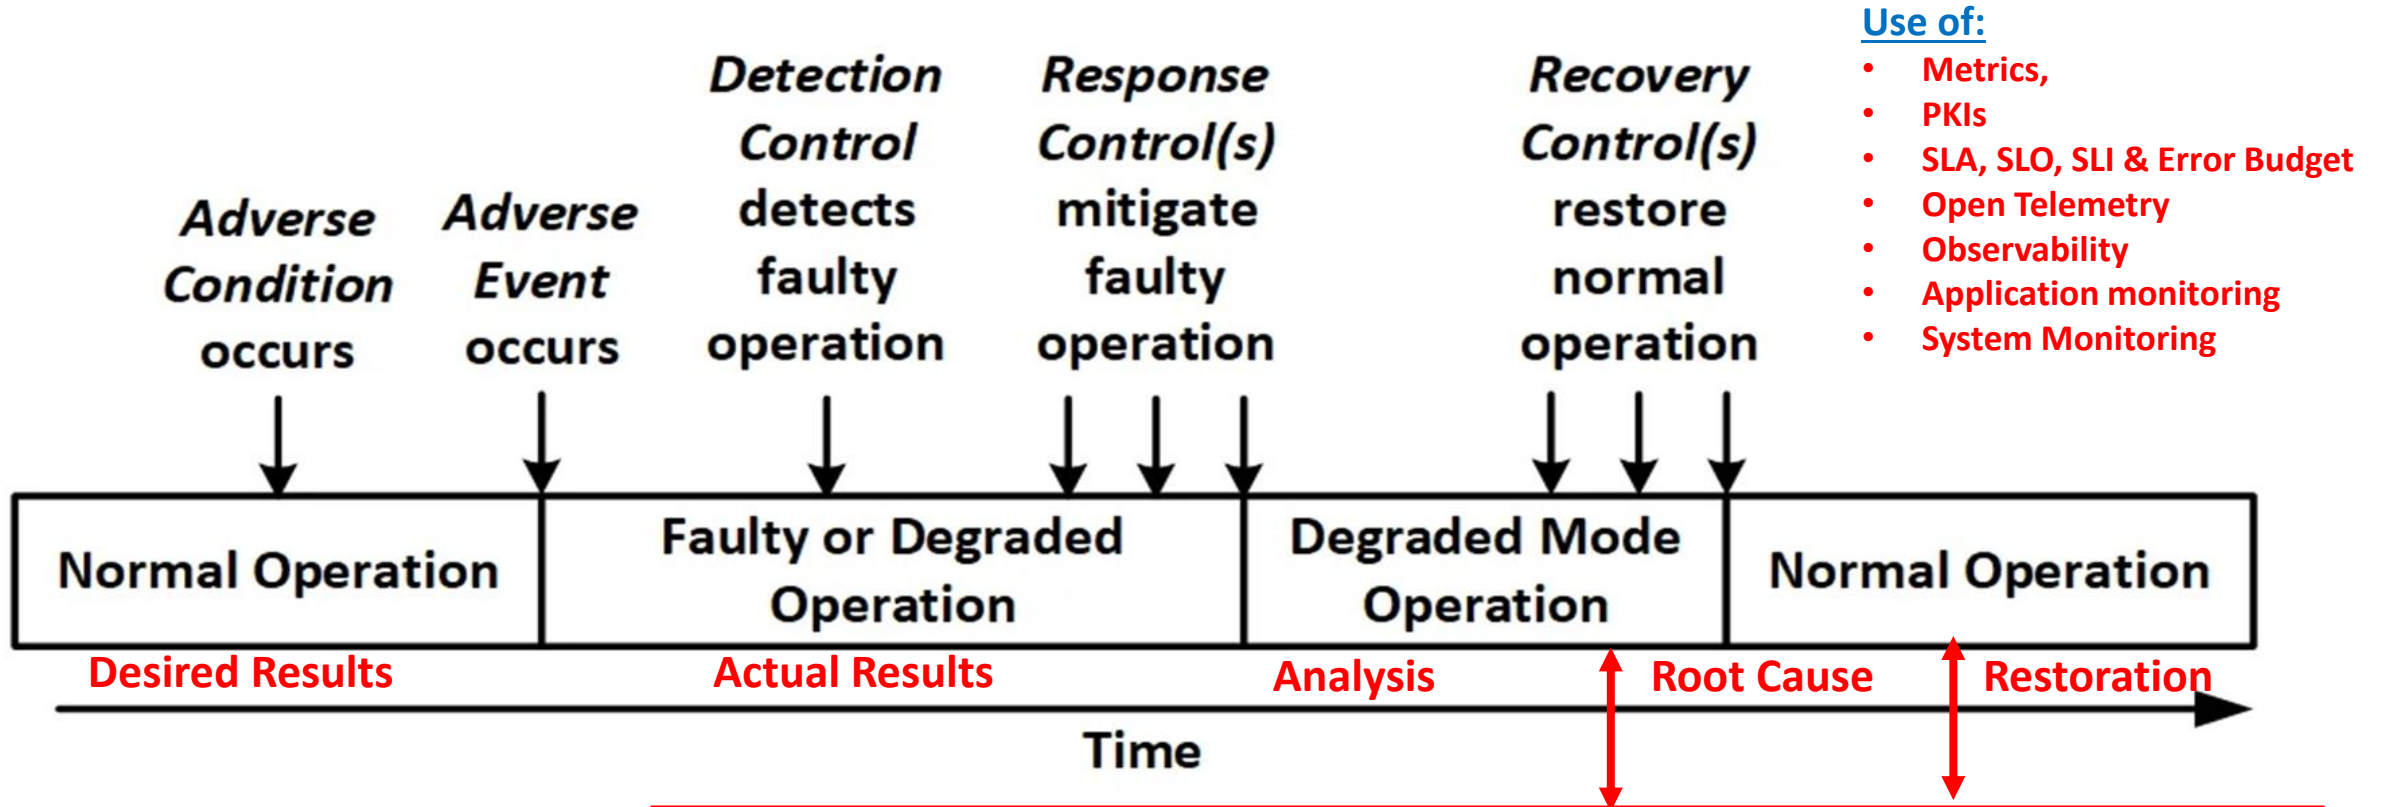 Use of:
• Metrics,
• PKIs
• SLA, SLO, SLI & Error Budget
• Open Telemetry
• Observability
• Application monitoring
• System Monitoring
Adverse
Condition
occurs
Adverse
Event
occurs
Detection
Control
detects
faulty
operation
Response
Control(s)
mitigate
faulty
operation
Recovery
Control(s)
restore
normal
operation
Normal Operation
Faulty or Degraded
Operation
Degraded Mode
Operation
Normal Operation
Desired Results
Actual Results
Analysis
Root Cause
Restoration
Time